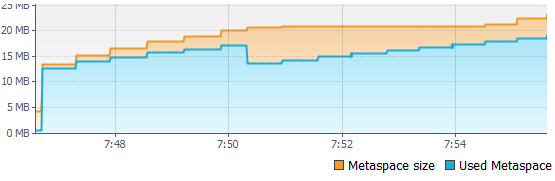 25 MB
20 MB
15 MB
10 MB
5 MB
0 MB
7:48 7:50 7:52 7:54
Metaspace size Used Metaspace